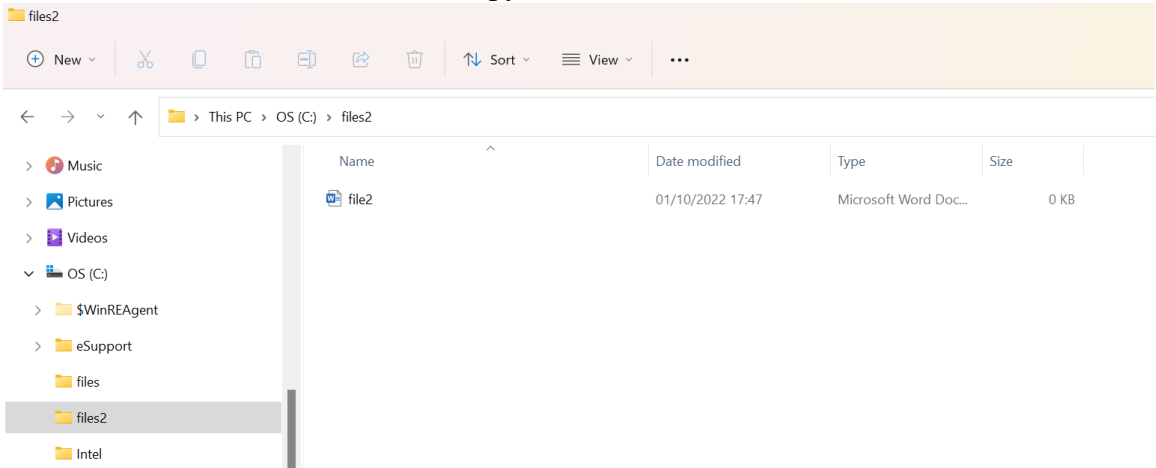 files2
New Sort View •••
This PC > OS (C:) > files2
Name Date modified Type Size
file2 01/10/2022 17:47 Microsoft Word Doc... 0 KB
Music
Pictures
Videos
OS (C:)
$WinREAgent
eSupport
files
files2
Intel